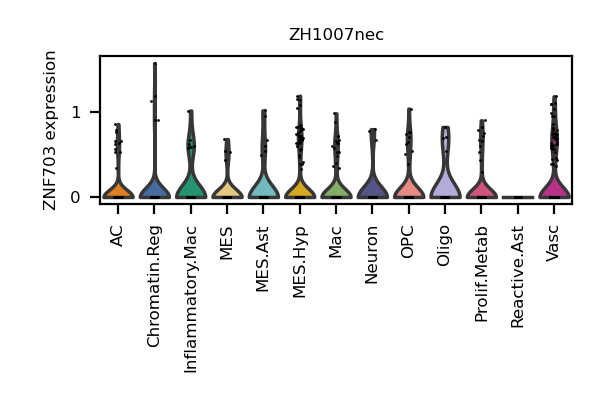 ZH1007nec
ZNF703 expression
1
0
AC
Chromatin.Reg
Inflammatory.Mac
MES
MES.Ast
MES.Hyp
Mac
Neuron
OPC
Oligo
Prolif.Metab
Reactive.Ast
Vasc